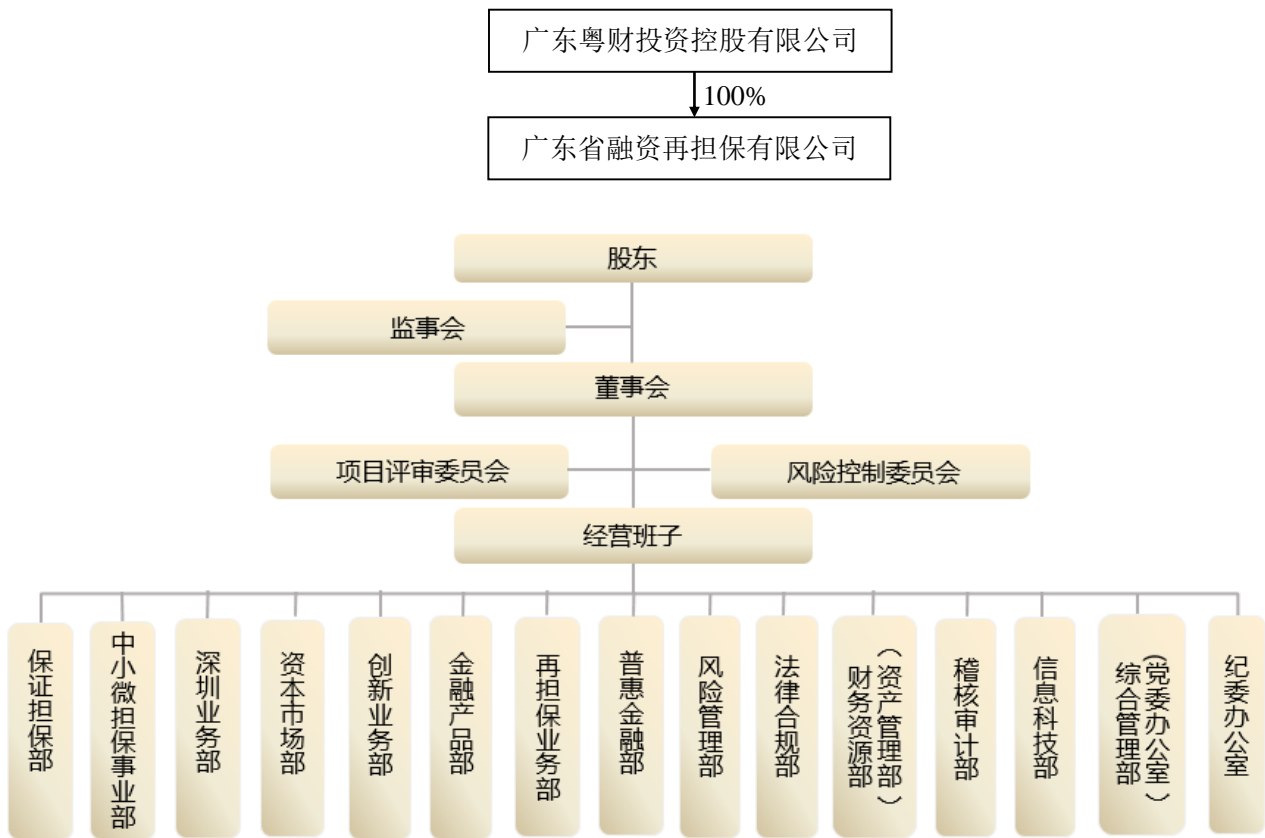 广东粤财投资控股有限公司
100%
广东省融资再担保有限公司
股东
监事会
董事会
项目评审委员会
风险控制委员会
经营班子
保证担保部
中小微担保事业部
深圳业务部
资本市场部
创新业务部
金融产品部
再担保业务部
普惠金融部
风险管理部
法律合规部
财务资源部
（资产管理部）
稽核审计部
信息科技部
综合管理部
(党委办公室）
纪委办公室